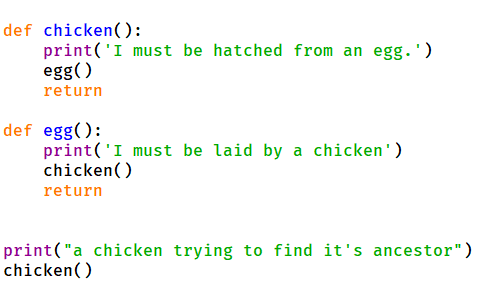 def chicken():
    print('I must be hatched from an egg.')
    egg()
    return
def egg():
    print('I must be laid by a chicken')
    chicken()
    return
print("a chicken trying to find it's ancestor")
chicken()